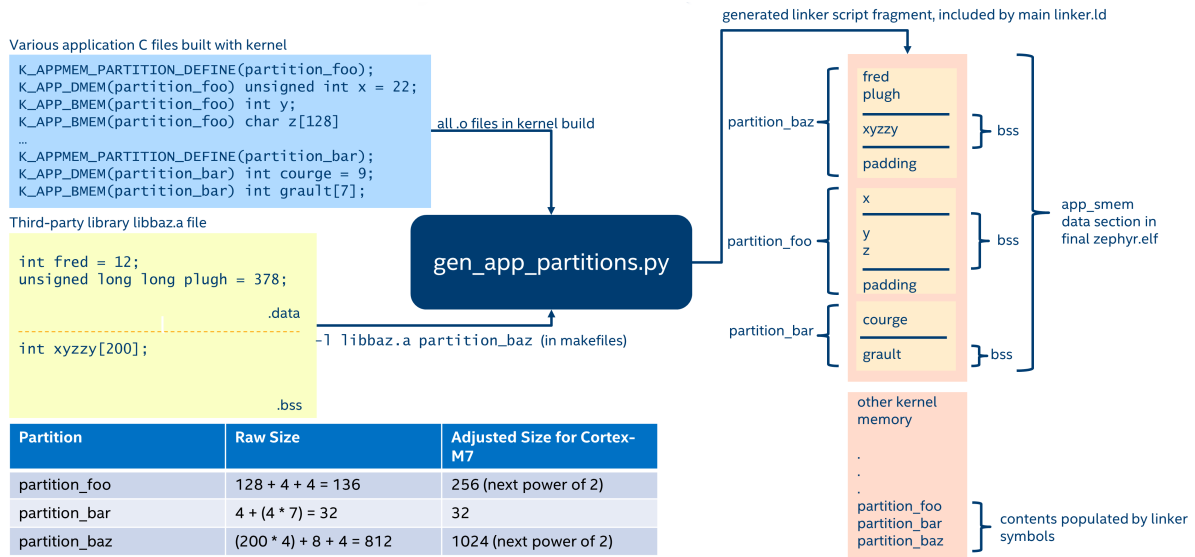 generated linker script fragment, included by main linker.ld
Various application C files built with kernel
K_APPMEM_PARTITION_DEFINE(partition_foo);
K_APP_DMEM(partition_foo) unsigned int x = 22;
K_APP_BMEM(partition_foo) int y;
K_APP_BMEM(partition_foo) char z[128]
…
K_APPMEM_PARTITION_DEFINE(partition_bar);
K_APP_DMEM(partition_bar) int courge = 9;
K_APP_BMEM(partition_bar) int grault[7];
all .o files in kernel build
Third-party library libbaz.a file
int fred = 12;
unsigned long long plugh = 378;
.data
int xyzzy[200];
.bss
gen_app_partitions.py
-l libbaz.a partition_baz (in makefiles)
partition_baz
fred
plugh
xyzzy
bss
padding
partition_foo
x
y
z
bss
padding
partition_bar
courge
grault
bss
app_smem
data section in
final zephyr.elf
other kernel
memory
.
.
.
partition_foo
partition_bar
partition_baz
contents populated by linker
symbols
Partition Raw Size Adjusted Size for Cortex-
M7
partition_foo 128 + 4 + 4 = 136 256 (next power of 2)
partition_bar 4 + (4 * 7) = 32 32
partition_baz (200 * 4) + 8 + 4 = 812 1024 (next power of 2)